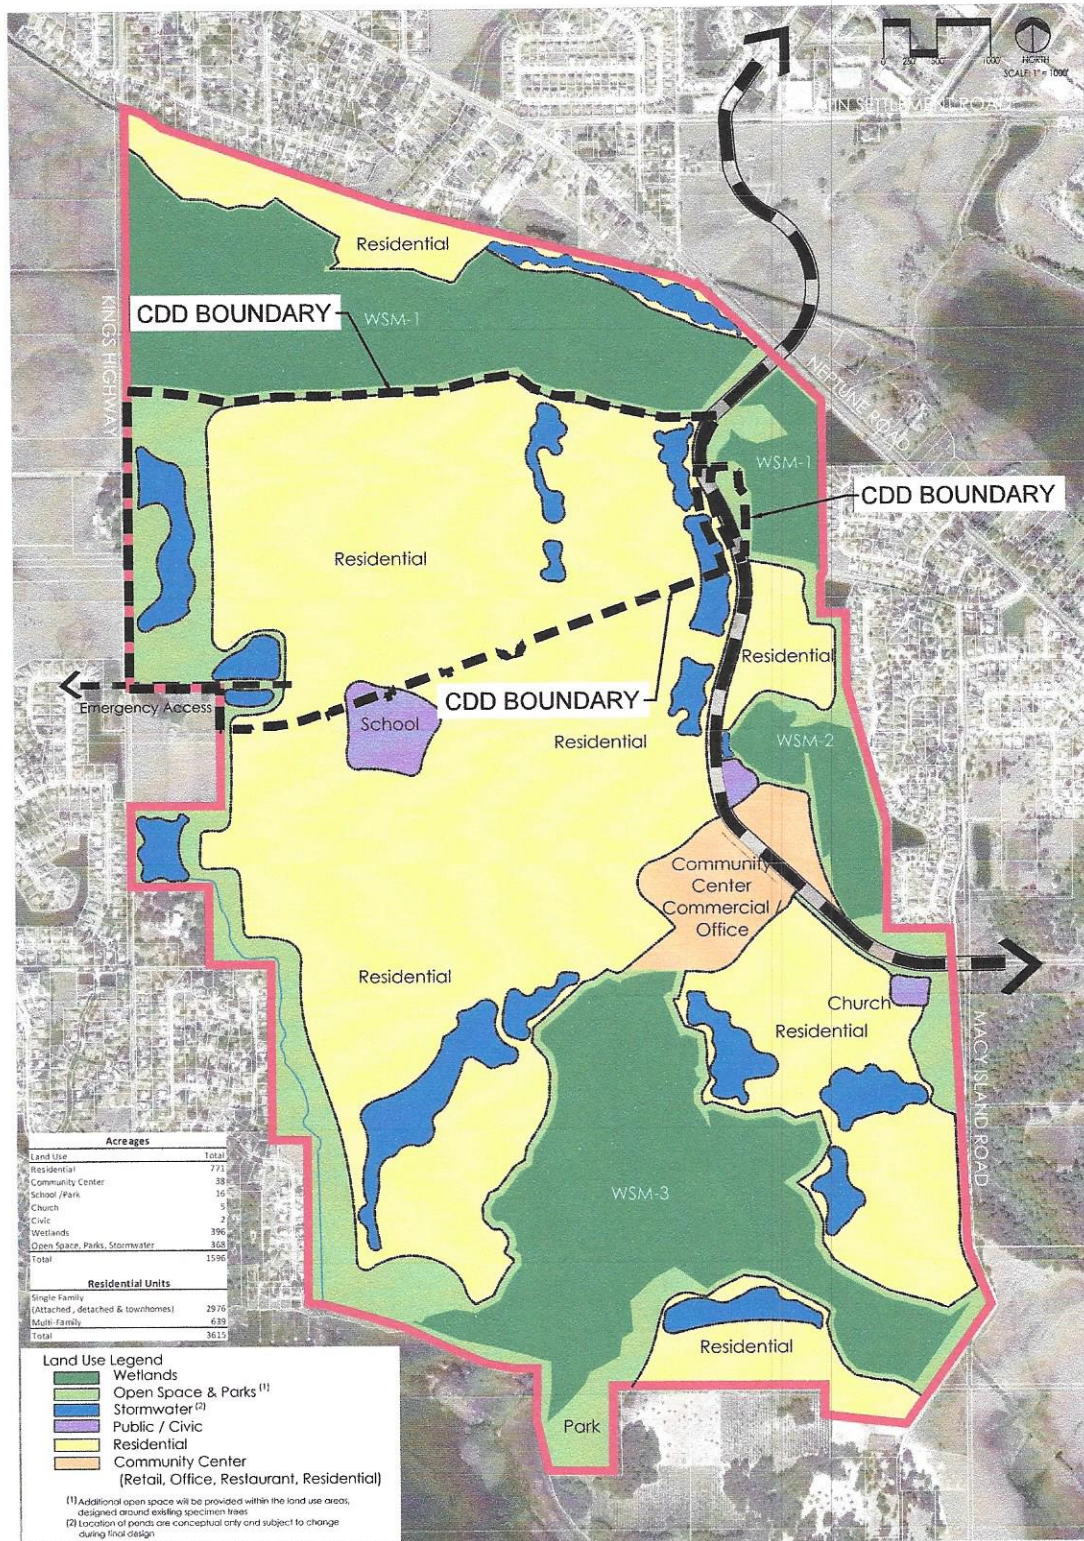 0 250' 500' 1000'
NORTH
SCALE: 1" = 1000'
SETTLEMENT ROAD
Residential
KINGS HIGHWAY
CDD BOUNDARY
WSM-1
NEPTUNE ROAD
WSM-1
CDD BOUNDARY
Residential
Residential
CDD BOUNDARY
Emergency Access
School
Residential
WSM-2
Community
Center
Commercial /
Office
Residential
Church
Residential
MACY ISLAND ROAD
WSM-3
Residential
Park
Acreages
Land Use Total
Residential 771
Community Center 38
School /Park 16
Church 5
Civic 2
Wetlands 396
Open Space, Parks, Stormwater 368
Total 1596
Residential Units
Single Family
(Attached, detached & townhomes) 2976
Multi-Family 639
Total 3615
Land Use Legend
Wetlands
Open Space & Parks (1)
Stormwater (2)
Public / Civic
Residential
Community Center
(Retail, Office, Restaurant, Residential)
(1) Additional open space will be provided within the land use areas,
designed around existing specimen trees
(2) Location of ponds are conceptual only and subject to change
during final design